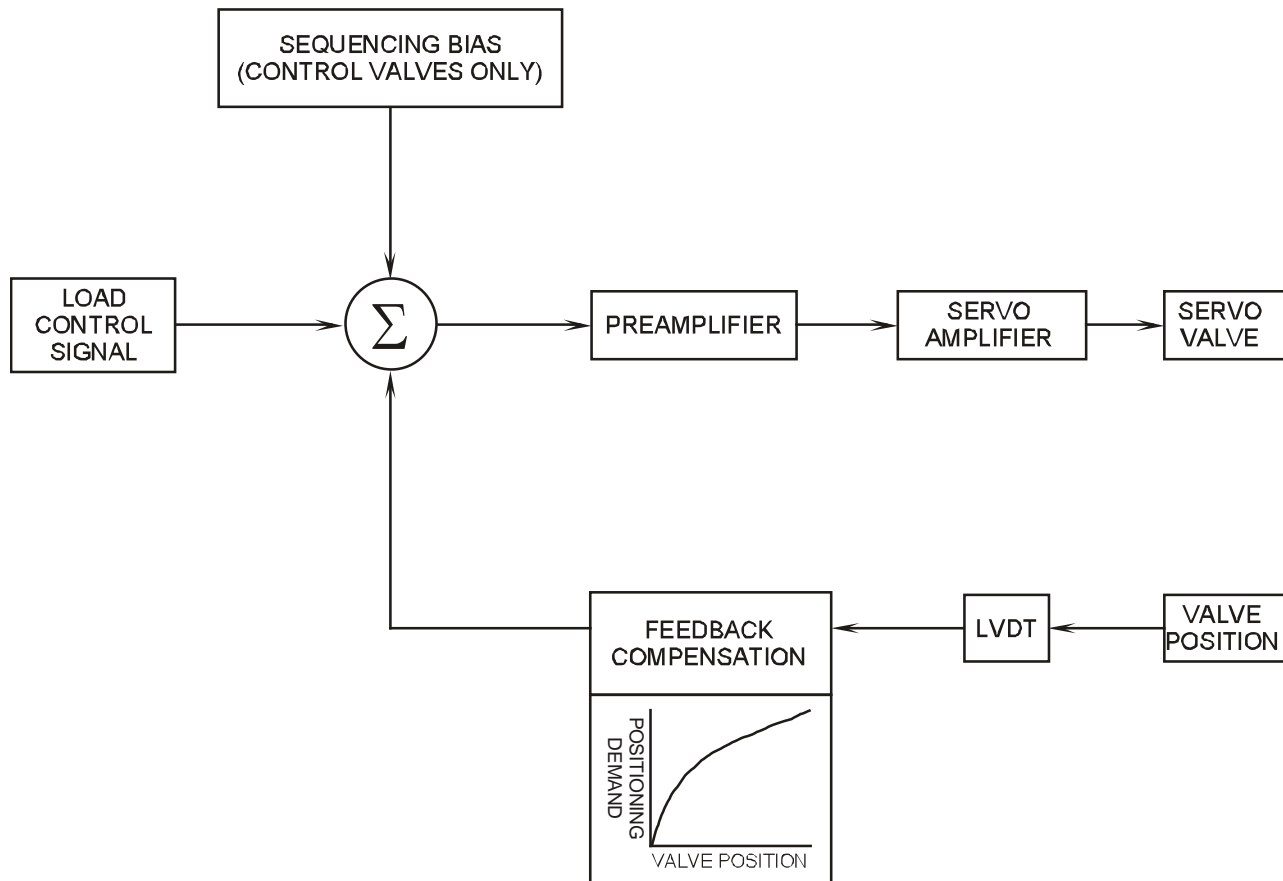 SEQUENCING BIAS
(CONTROL VALVES ONLY)
LOAD
CONTROL
SIGNAL
Σ
PREAMPLIFIER
SERVO
AMPLIFIER
SERVO
VALVE
FEEDBACK
COMPENSATION
LVDT
VALVE
POSITION
POSITIONING
DEMAND
VALVE POSITION